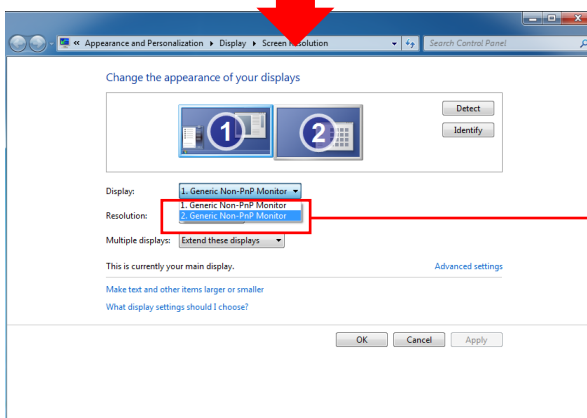 « Appearance and Personalization ▸ Display ▸ Screen Resolution
Search Control Panel
Change the appearance of your displays
1
2
Detect
Identify
Display: 1. Generic Non-PnP Monitor
1. Generic Non-PnP Monitor
Resolution: 2. Generic Non-PnP Monitor
Multiple displays: Extend these displays
This is currently your main display. Advanced settings
Make text and other items larger or smaller
What display settings should I choose?
OK Cancel Apply